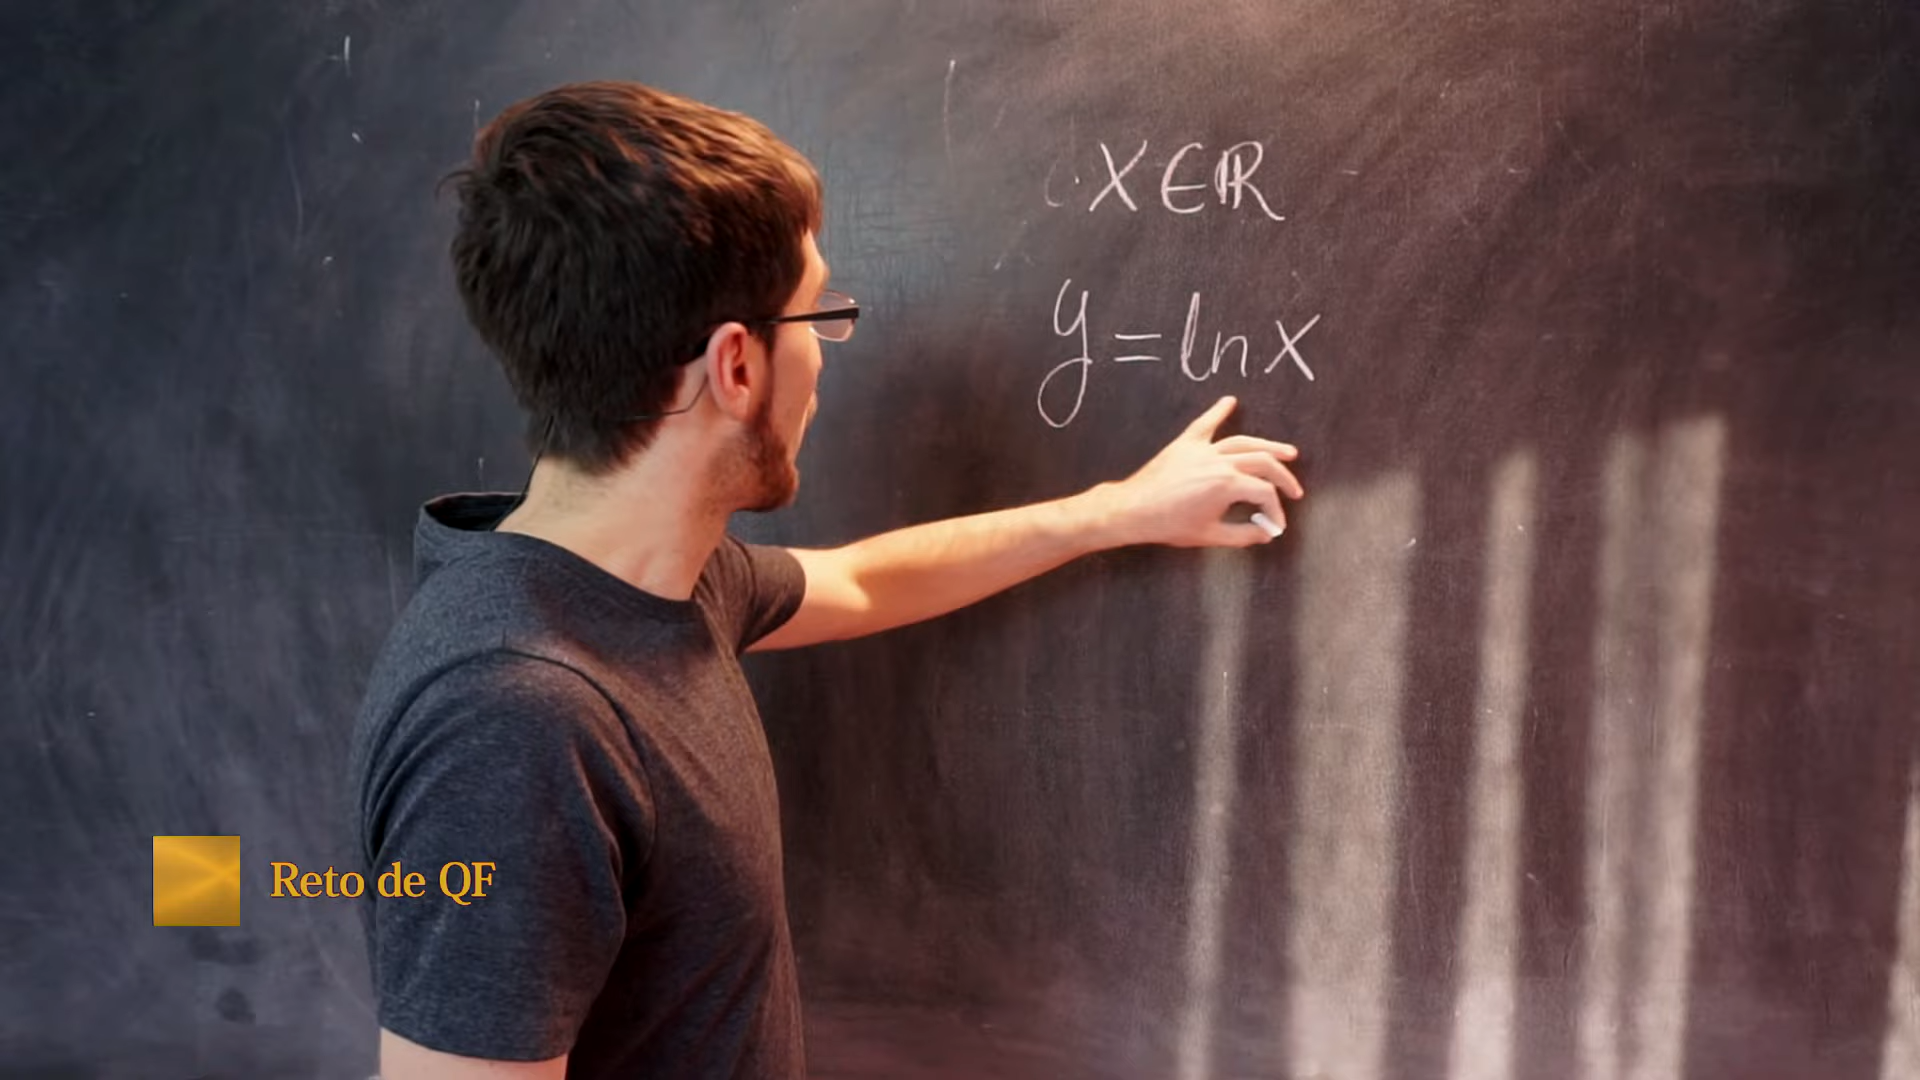 X∈ℝ
y=ln x
Reto de QF